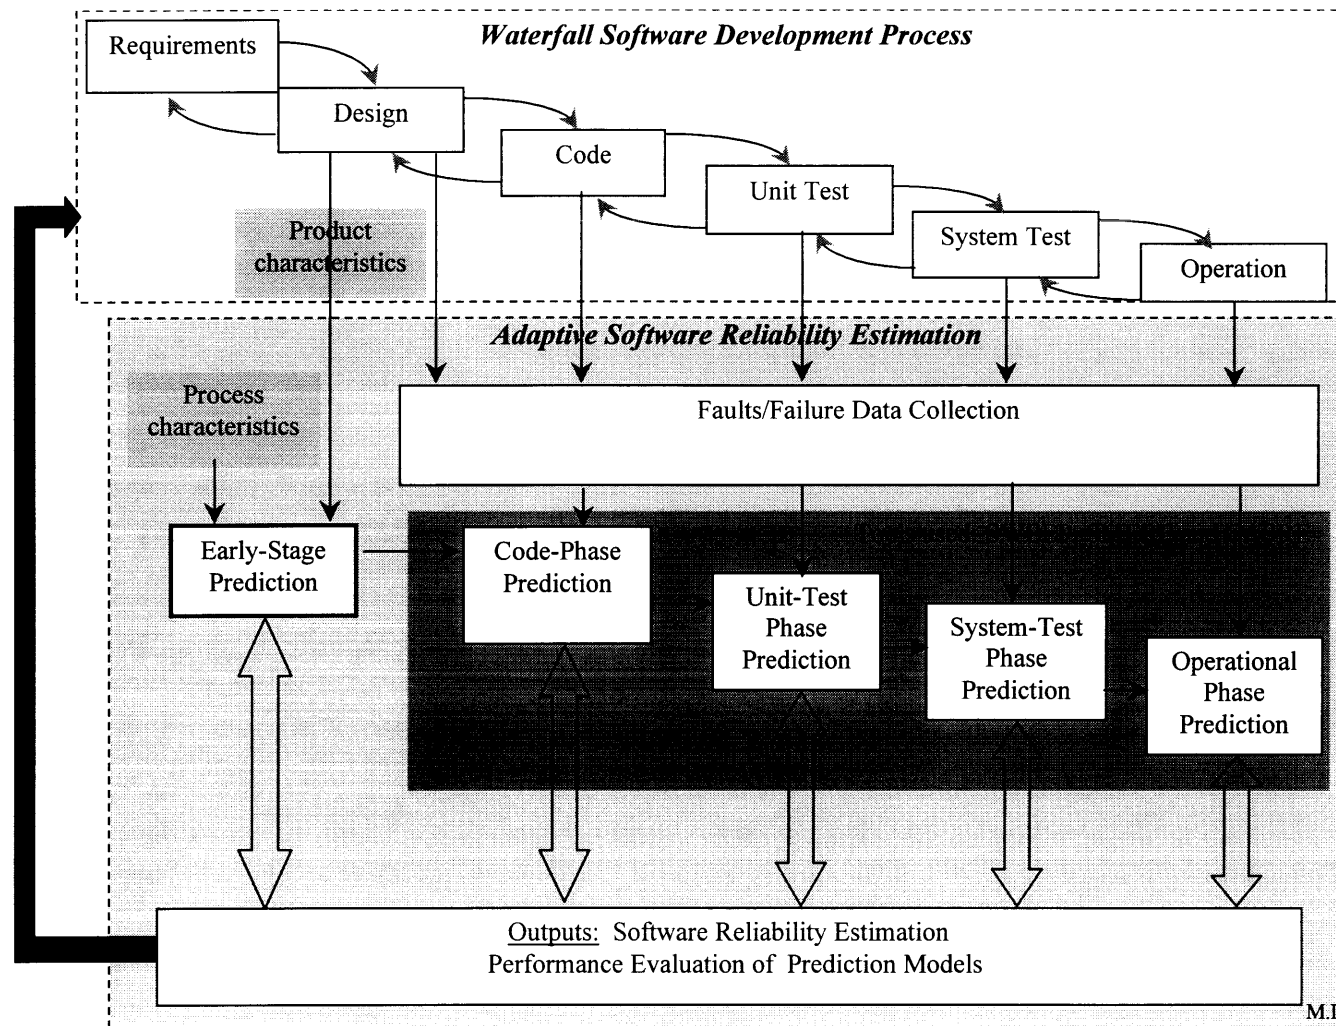 Waterfall Software Development Process
Requirements
Design
Code
Unit Test
System Test
Operation
Product
characteristics
Adaptive Software Reliability Estimation
Process
characteristics
Faults/Failure Data Collection
Early-Stage
Prediction
Code-Phase
Prediction
Unit-Test
Phase
Prediction
System-Test
Phase
Prediction
Operational
Phase
Prediction
Outputs: Software Reliability Estimation
Performance Evaluation of Prediction Models